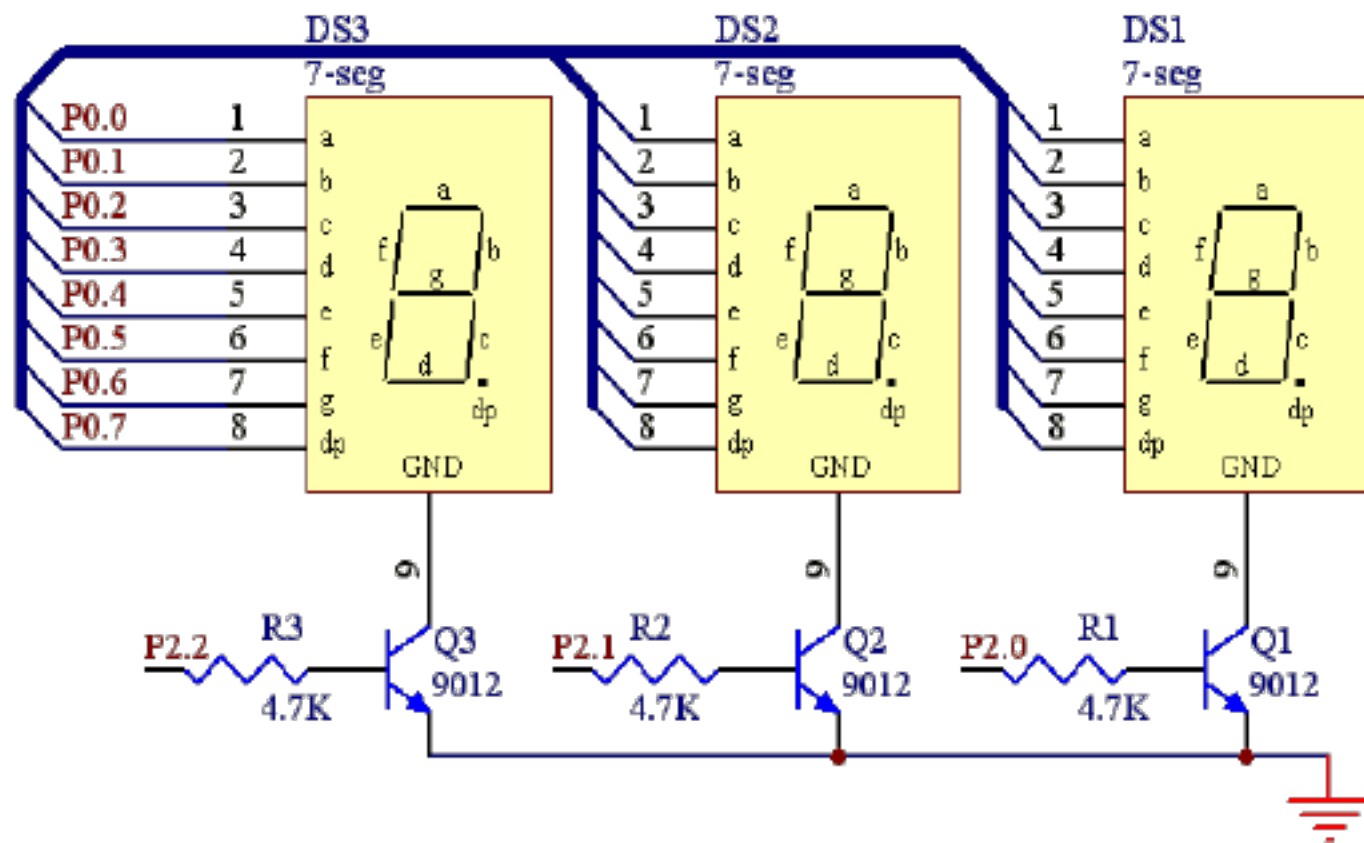 DS3 DS2 DS1
7-seg 7-seg 7-seg
P0.0 1 a 1 a 1 a
P0.1 2 b 2 b 2 b
P0.2 3 c 3 c 3 c
P0.3 4 d 4 d 4 d
P0.4 5 e 5 e 5 e
P0.5 6 f 6 f 6 f
P0.6 7 g 7 g 7 g
P0.7 8 dp 8 dp 8 dp
a a a
f b f b f b
g g g
e c e c e c
d d d
dp dp dp
GND GND GND
9 9 9
P2.2 R3 Q3 P2.1 R2 Q2 P2.0 R1 Q1
4.7K 9012 4.7K 9012 4.7K 9012